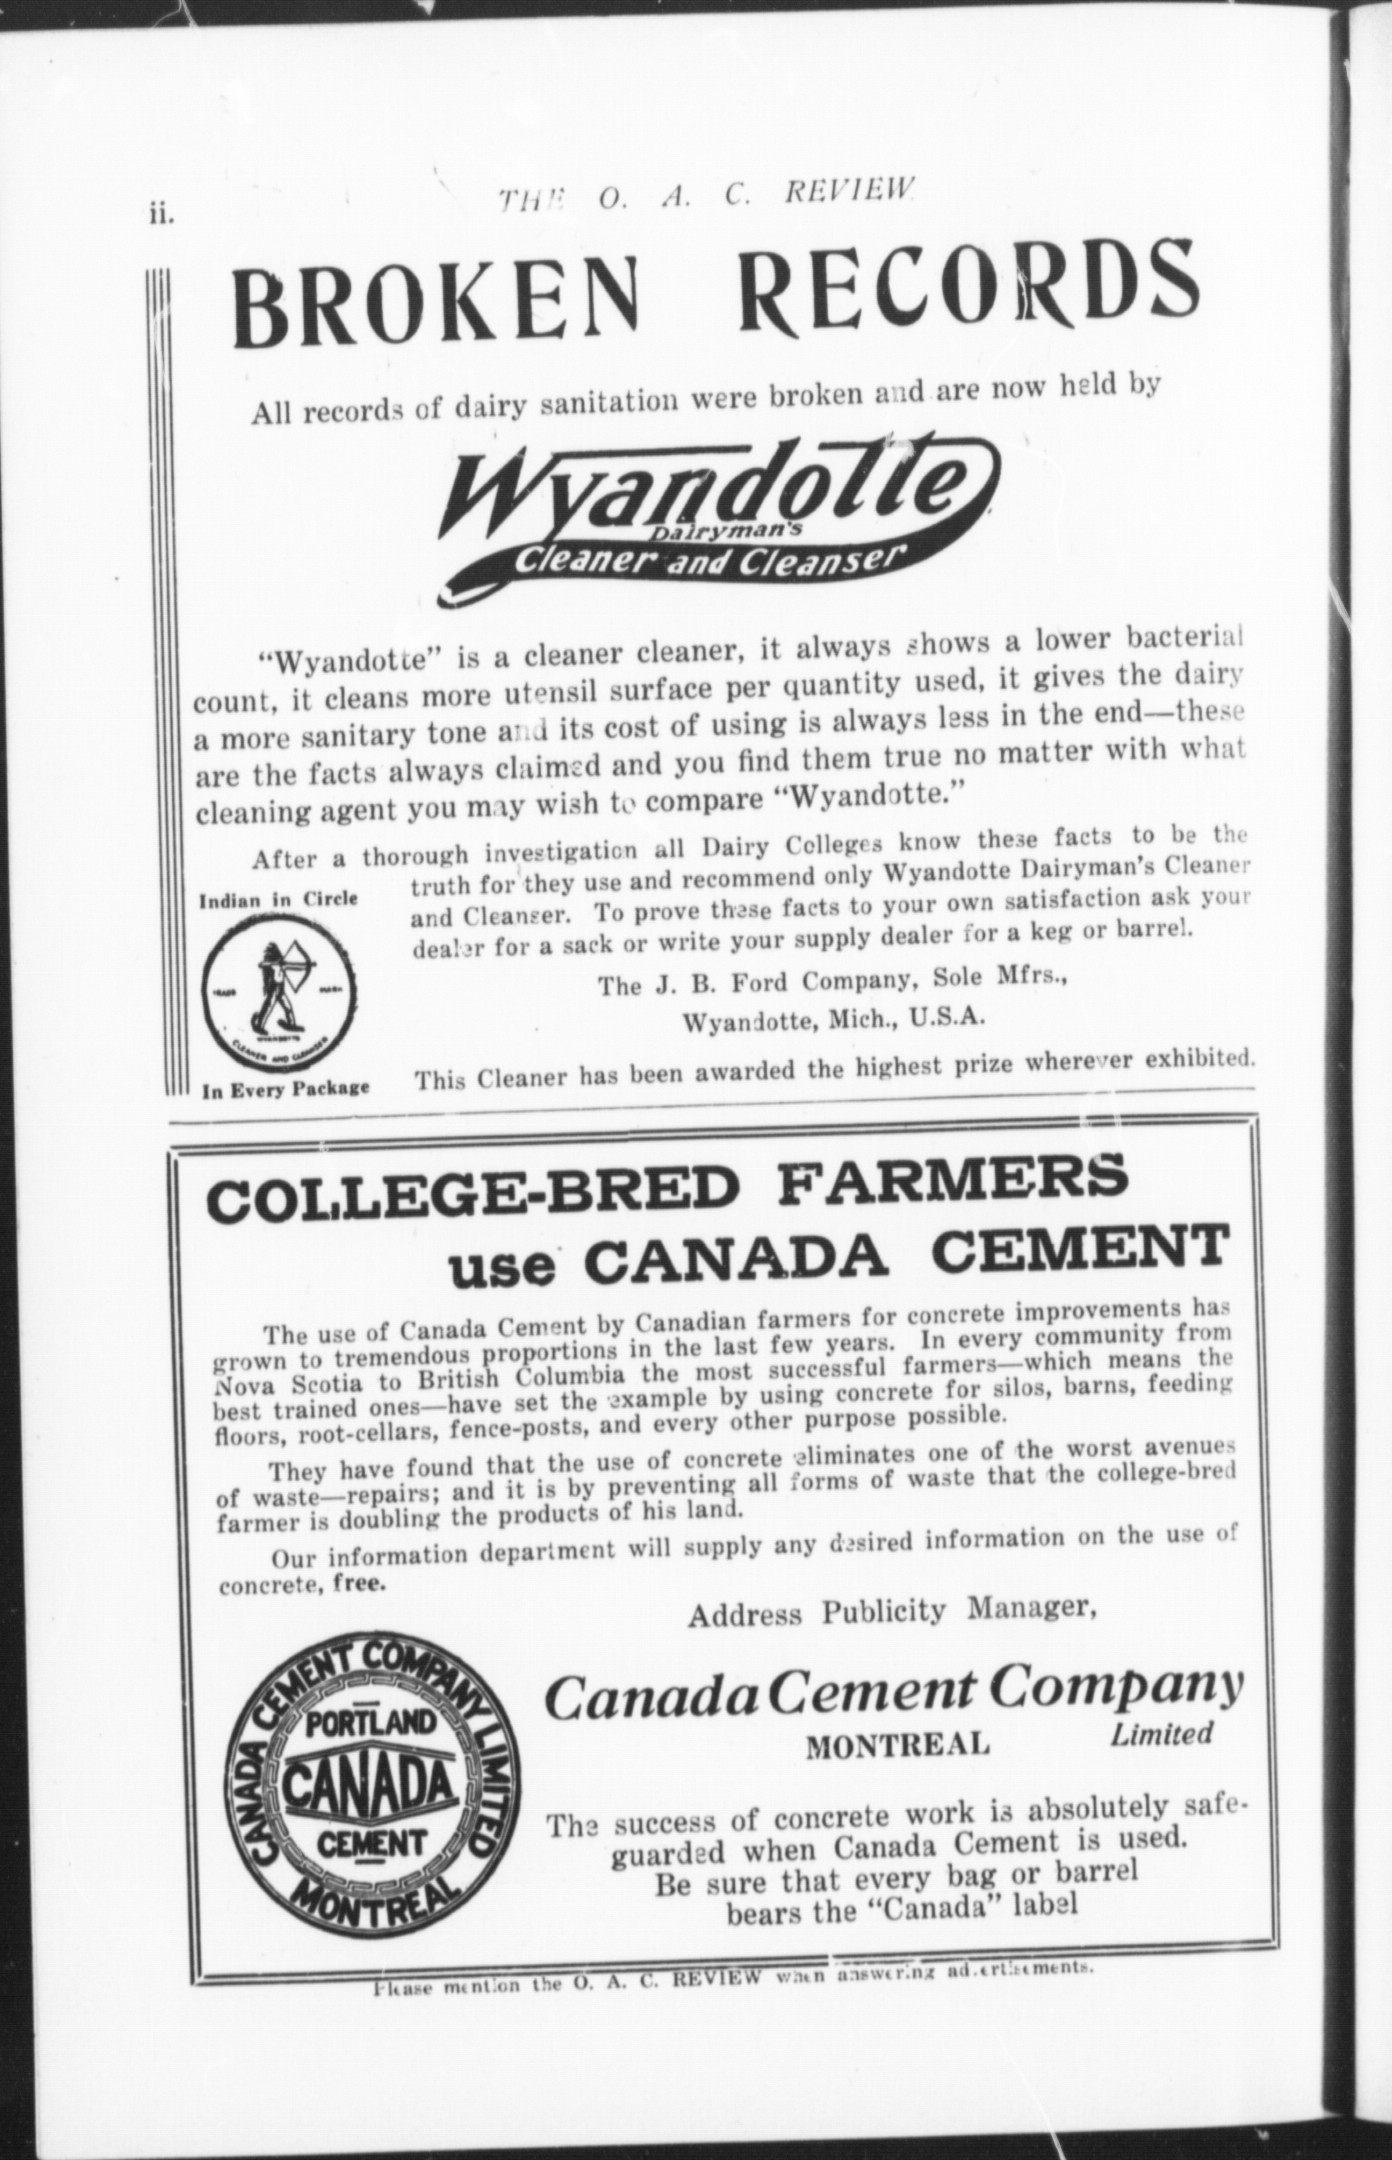 ii.
THE O. A. C. REVIEW
BROKEN RECORDS
All records of dairy sanitation were broken and are now held by
Wyandotte
Dairyman's
Cleaner and Cleanser
"Wyandotte" is a cleaner cleaner, it always shows a lower bacterial
count, it cleans more utensil surface per quantity used, it gives the dairy
a more sanitary tone and its cost of using is always less in the end—these
are the facts always claimed and you find them true no matter with what
cleaning agent you may wish to compare "Wyandotte."
After a thorough investigation all Dairy Colleges know these facts to be the
truth for they use and recommend only Wyandotte Dairyman's Cleaner
and Cleanser. To prove these facts to your own satisfaction ask your
dealer for a sack or write your supply dealer for a keg or barrel.
Indian in Circle
TRADE MARK
WYANDOTTE
CLEANER AND CLEANSER
In Every Package
The J. B. Ford Company, Sole Mfrs.,
Wyandotte, Mich., U.S.A.
This Cleaner has been awarded the highest prize wherever exhibited.
COLLEGE-BRED FARMERS
use CANADA CEMENT
The use of Canada Cement by Canadian farmers for concrete improvements has
grown to tremendous proportions in the last few years. In every community from
Nova Scotia to British Columbia the most successful farmers—which means the
best trained ones—have set the example by using concrete for silos, barns, feeding
floors, root-cellars, fence-posts, and every other purpose possible.
They have found that the use of concrete eliminates one of the worst avenues
of waste—repairs; and it is by preventing all forms of waste that the college-bred
farmer is doubling the products of his land.
Our information department will supply any desired information on the use of
concrete, free.
Address Publicity Manager,
CANADA CEMENT COMPANY LIMITED
PORTLAND
CANADA
CEMENT
MONTREAL
Canada Cement Company
MONTREAL Limited
The success of concrete work is absolutely safe-
guarded when Canada Cement is used.
Be sure that every bag or barrel
bears the "Canada" label
Please mention the O. A. C. REVIEW when answering advertisements.